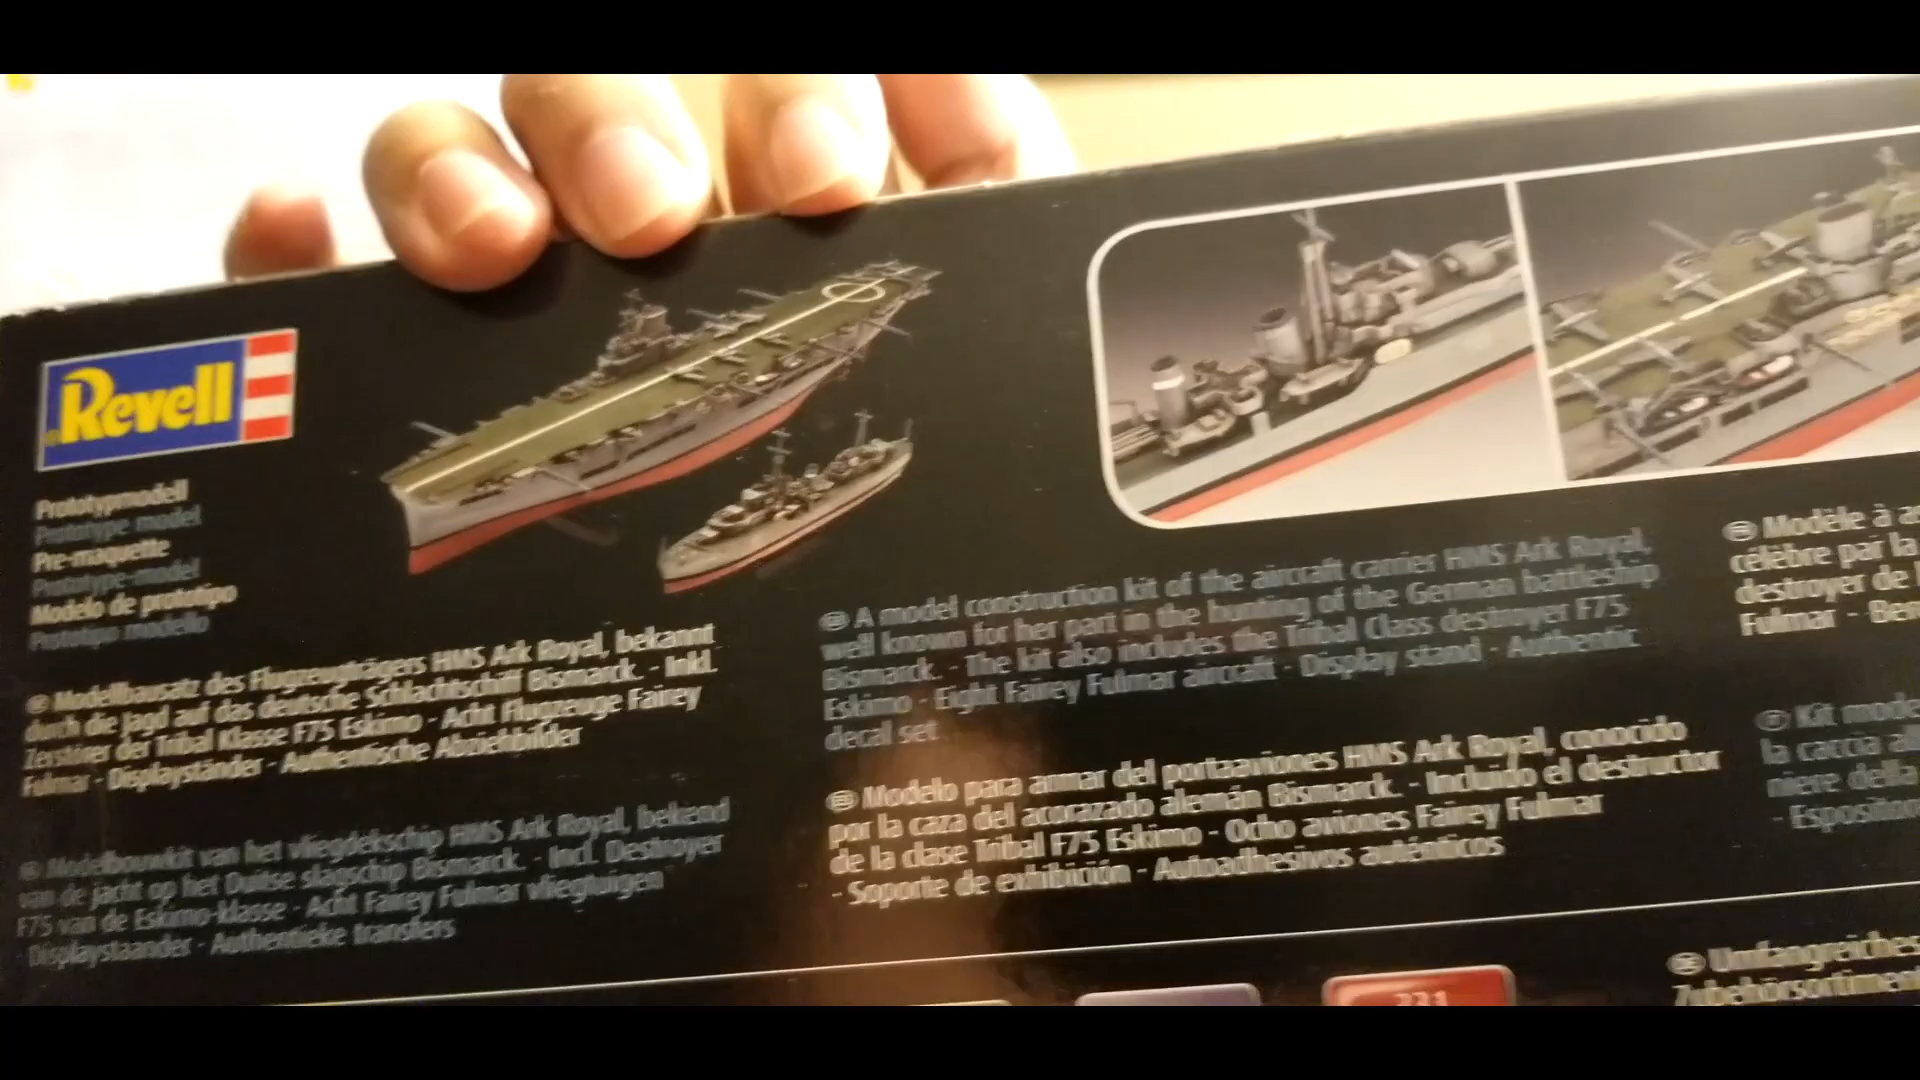 Revell
Prototypmodell
Prototype model
Pre-maquette
Prototype-model
Modelo de prototipo
Prototipo modello
Modellbausatz des Flugzeugträgers HMS Ark Royal, bekannt
durch die Jagd auf das deutsche Schlachtschiff Bismarck. - Inkl.
Zerstörer der Tribal Klasse F75 Eskimo - Acht Flugzeuge Fairey
Fulmar - Displayständer - Authentische Abziehbilder
Modelbouwkit van het vliegdekschip HMS Ark Royal, bekend
van de jacht op het Duitse slagschip Bismarck. - Incl. Destroyer
F75 van de Eskimo-klasse - Acht Fairey Fulmar vliegtuigen
Displaystaander - Authentieke transfers
GB A model construction kit of the aircraft carrier HMS Ark Royal,
well known for her part in the hunting of the German battleship
Bismarck. - The kit also includes the Tribal Class destroyer F75
Eskimo - Eight Fairey Fulmar aircraft - Display stand - Authentic
decal set
Modelo para armar del portaaviones HMS Ark Royal, conocido
por la caza del acorazado alemán Bismarck. - Incluido el destructor
de la clase Tribal F75 Eskimo - Ocho aviones Fairey Fulmar
- Soporte de exhibición - Autoadhesivos auténticos
Modèle à
célèbre par la
destroyer de
Fulmar -
Kit
la caccia
niere della
-
Umfangreiches
Zubehörsortiment